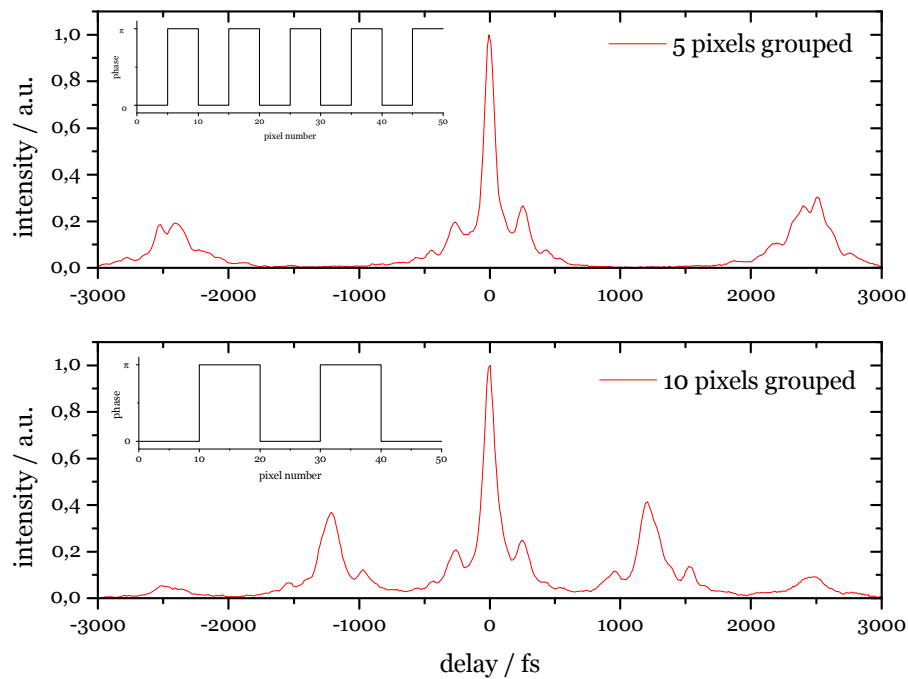 1,0
0,8
0,6
0,4
0,2
0,0
intensity / a.u.
π
0
phase
0 10 20 30 40 50
pixel number
5 pixels grouped
-3000 -2000 -1000 0 1000 2000 3000
1,0
0,8
0,6
0,4
0,2
0,0
intensity / a.u.
π
0
phase
0 10 20 30 40 50
pixel number
10 pixels grouped
-3000 -2000 -1000 0 1000 2000 3000
delay / fs